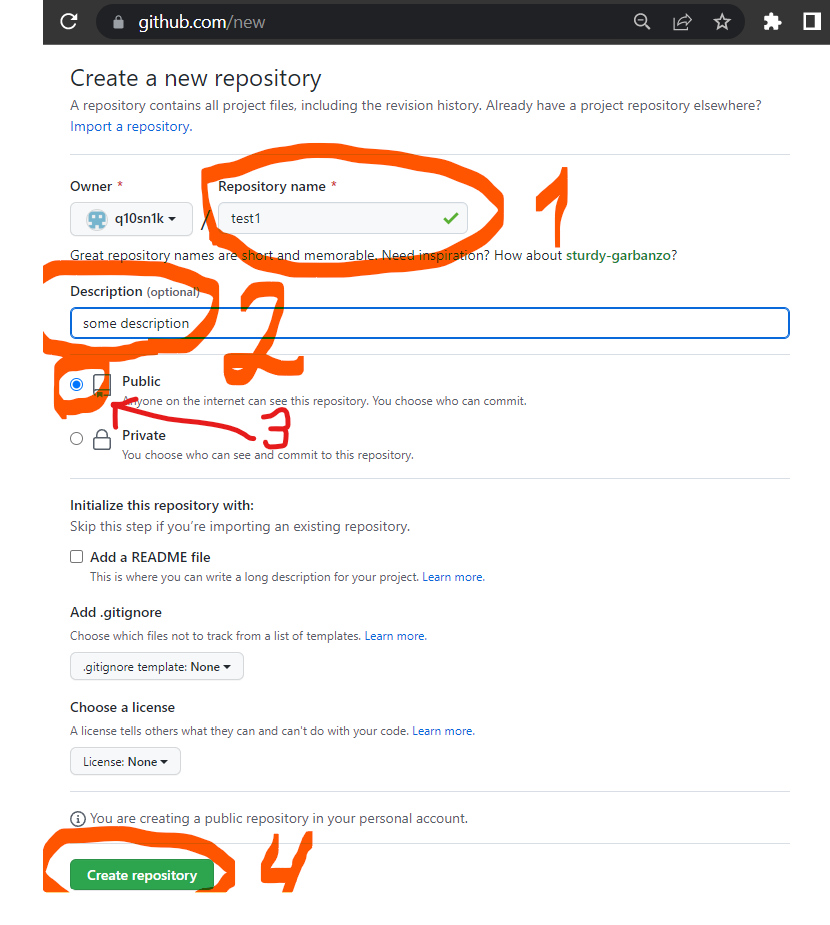 github.com/new
Create a new repository
A repository contains all project files, including the revision history. Already have a project repository elsewhere?
Import a repository.
Owner * Repository name * 1
q10sn1k / test1
Great repository names are short and memorable. Need inspiration? How about sturdy-garbanzo?
Description (optional) 2
some description
Public
Anyone on the internet can see this repository. You choose who can commit.
3
Private
You choose who can see and commit to this repository.
Initialize this repository with:
Skip this step if you're importing an existing repository.
Add a README file
This is where you can write a long description for your project. Learn more.
Add .gitignore
Choose which files not to track from a list of templates. Learn more.
.gitignore template: None
Choose a license
A license tells others what they can and can't do with your code. Learn more.
License: None
You are creating a public repository in your personal account.
Create repository 4